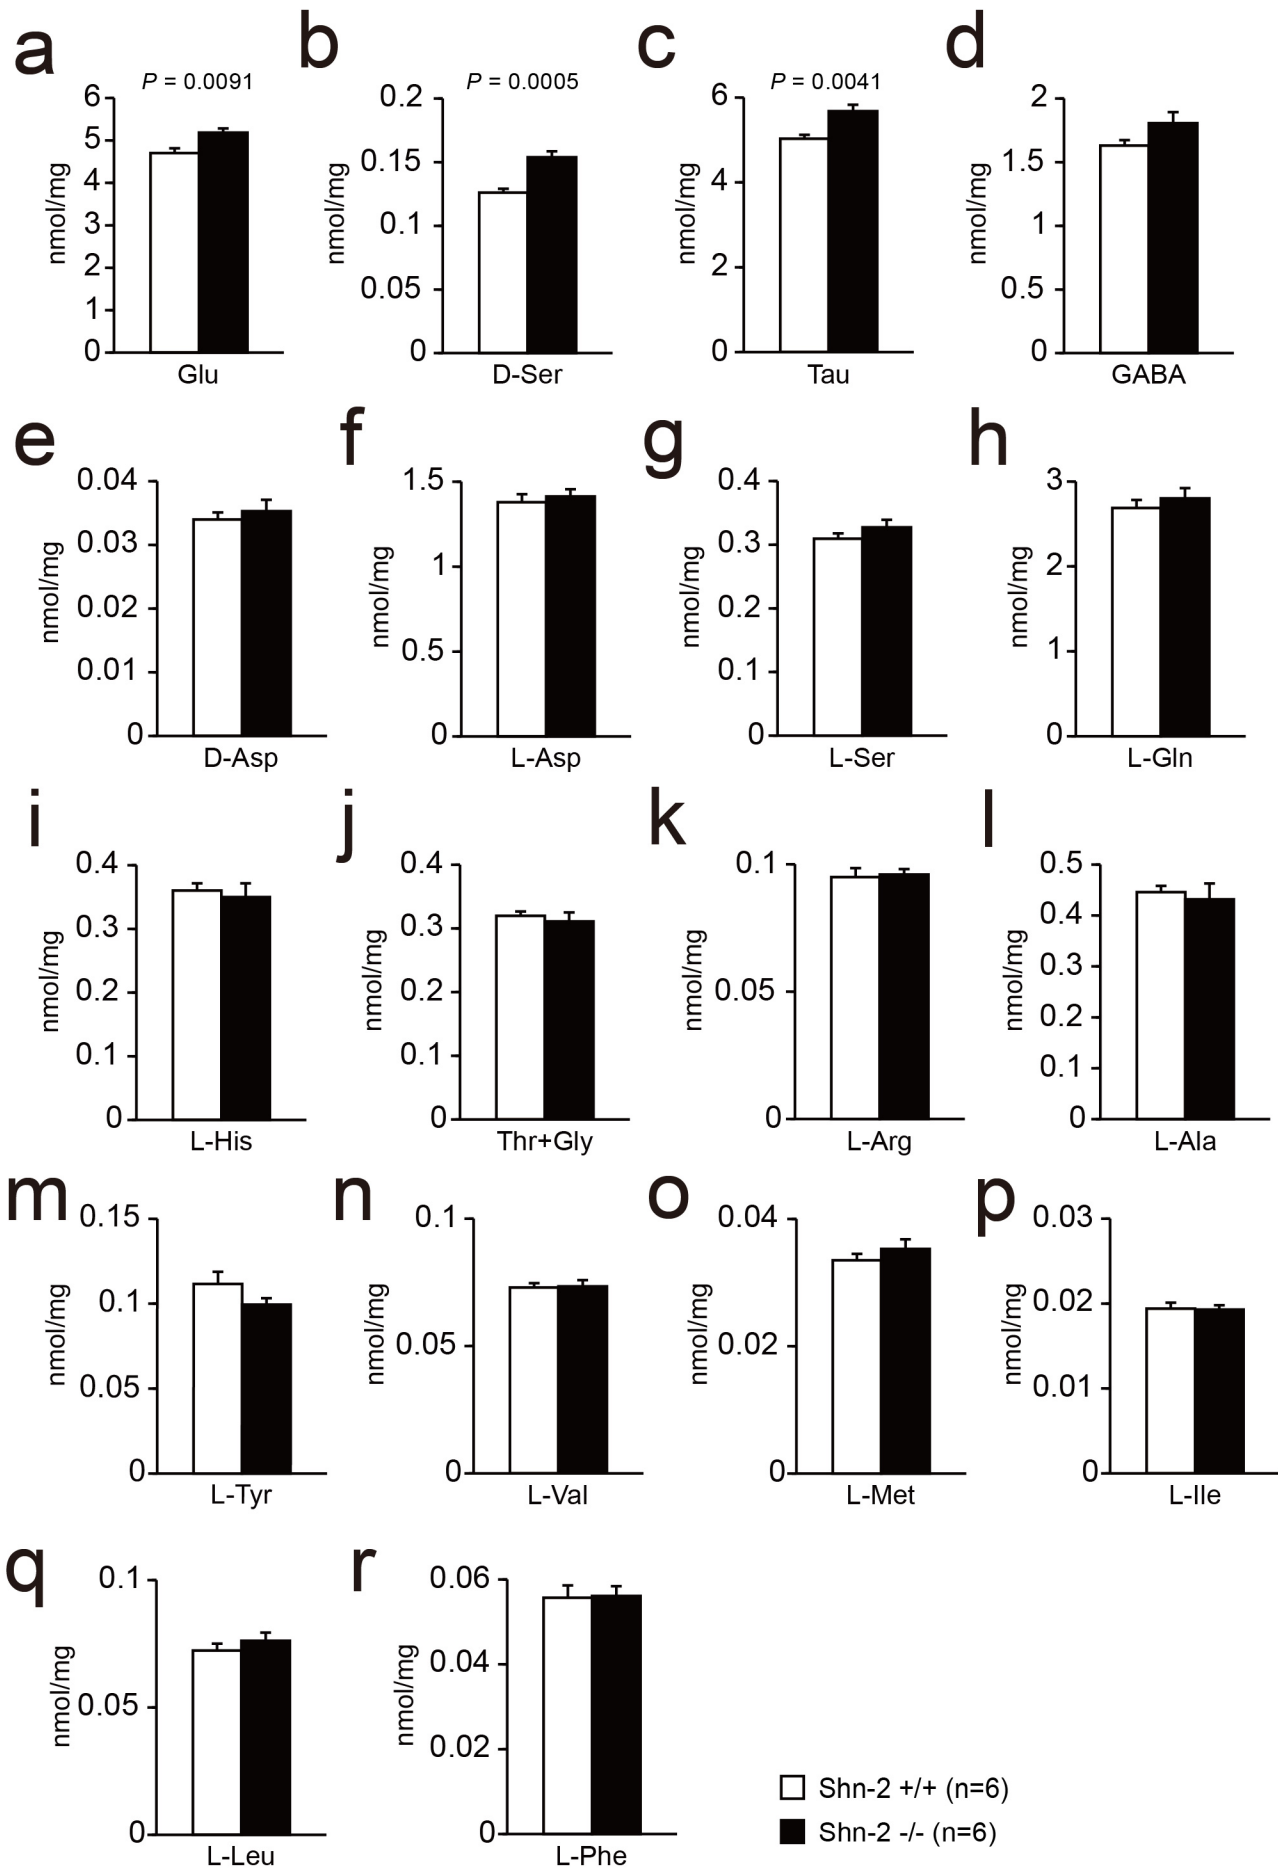 a
P = 0.0091
6
5
4
3
2
1
0
nmol/mg
Glu
b
P = 0.0005
0.2
0.15
0.1
0.05
0
nmol/mg
D-Ser
c
P = 0.0041
6
4
2
0
nmol/mg
Tau
d
2
1.5
1
0.5
0
nmol/mg
GABA
e
0.04
0.03
0.02
0.01
0
nmol/mg
D-Asp
f
1.5
1
0.5
0
nmol/mg
L-Asp
g
0.4
0.3
0.2
0.1
0
nmol/mg
L-Ser
h
3
2
1
0
nmol/mg
L-Gln
i
0.4
0.3
0.2
0.1
0
nmol/mg
L-His
j
0.4
0.3
0.2
0.1
0
nmol/mg
Thr+Gly
k
0.1
0.05
0
nmol/mg
L-Arg
l
0.5
0.4
0.3
0.2
0.1
0
nmol/mg
L-Ala
m
0.15
0.1
0.05
0
nmol/mg
L-Tyr
n
0.1
0.05
0
nmol/mg
L-Val
o
0.04
0.02
0
nmol/mg
L-Met
p
0.03
0.02
0.01
0
nmol/mg
L-Ile
q
0.1
0.05
0
nmol/mg
L-Leu
r
0.06
0.04
0.02
0
nmol/mg
L-Phe
Shn-2 +/+ (n=6)
Shn-2 -/- (n=6)